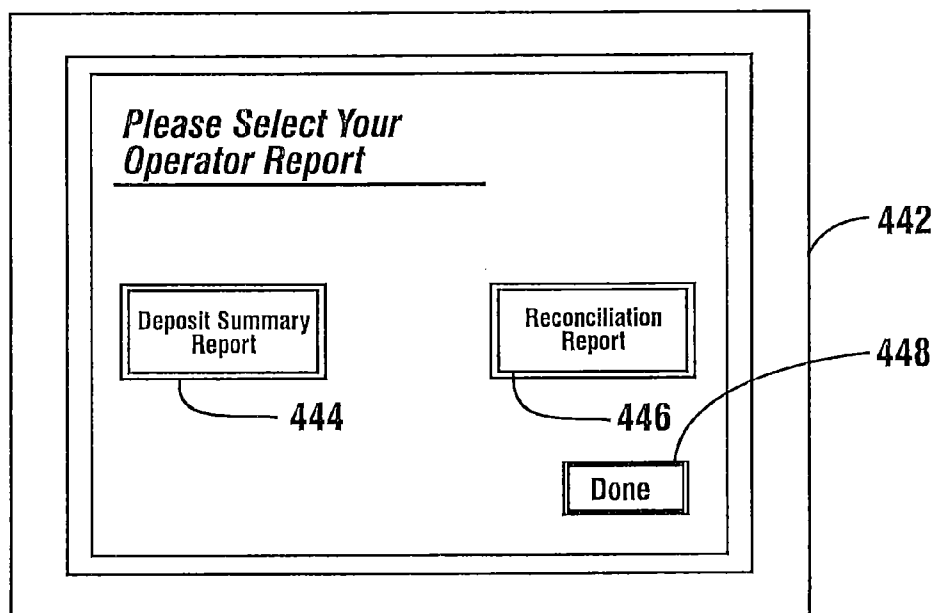 Please Select Your
Operator Report
442
Deposit Summary
Report
Reconciliation
Report
448
444
446
Done